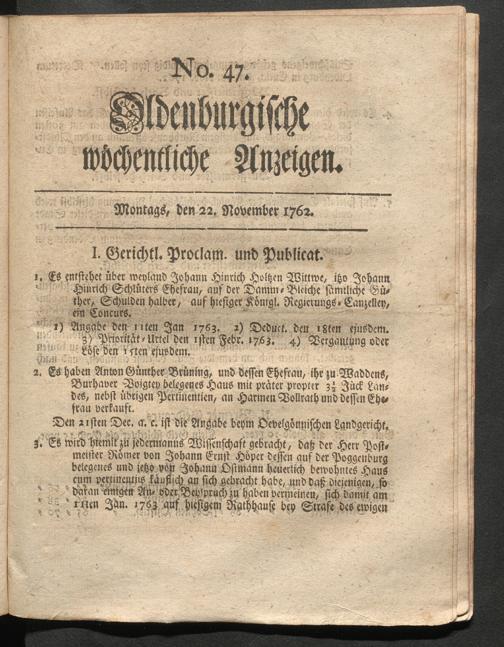 No. 47.
Oldenburgische
wöchentliche Anzeigen.
Montags, den 22. November 1762.
I. Gerichtl. Proclam. und Publicat.
1. Es entstehet über weyland Johann Hinrich Holtzen Wittwe, itzo Johann
Hinrich Schlüters Ehefrau, auf der Damm-Bleiche sämtliche Gü-
ther, Schulden halber, auf hiesiger Königl. Regierungs-Cantzelley,
ein Concurs.
1) Angabe den 11ten Jan 1763. 2) Deduct. den 18ten ejusdem.
3) Priorität-Urtel den 1sten Febr. 1763. 4) Vergantung oder
Löse den 15ten ejusdem.
2. Es haben Anton Günther Brüning, und dessen Ehefrau, ihr zu Waddens,
Burhaver Voigtey belegenes Haus mit präter propter 3½ Jück Lan-
des, nebst übrigen Pertinentien, an Harmen Vollrath und dessen Ehe-
frau verkauft.
Den 21sten Dec. a. c. ist die Angabe beym Oevelgönnischen Landgericht.
3. Es wird hiemit zu jedermanns Wissenschaft gebracht, daß der Herr Post-
meister Römer von Johann Ernst Höper dessen auf der Poggenburg
belegenes und jetzo von Johann Ostmann heuerlich bewohntes Haus
cum pertinentiis käuflich an sich gebracht habe, und daß diejenigen, so
daran einigen An- oder Beyspruch zu haben vermeinen, sich damit am
11ten Jan. 1763 auf hiesigem Rathhause bey Strafe des ewigen